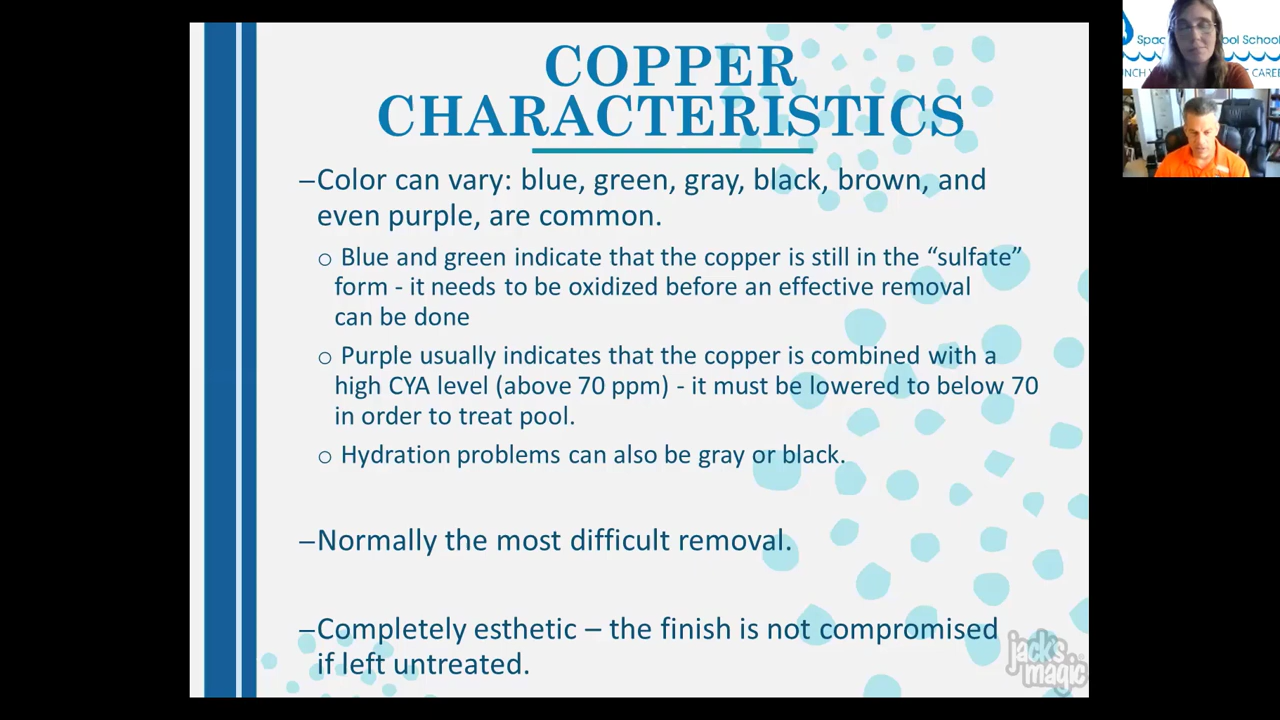 COPPER
CHARACTERISTICS
–Color can vary: blue, green, gray, black, brown, and
even purple, are common.
o Blue and green indicate that the copper is still in the “sulfate”
form - it needs to be oxidized before an effective removal
can be done
o Purple usually indicates that the copper is combined with a
high CYA level (above 70 ppm) - it must be lowered to below 70
in order to treat pool.
o Hydration problems can also be gray or black.
–Normally the most difficult removal.
–Completely esthetic – the finish is not compromised
if left untreated.
jack's
magic
School